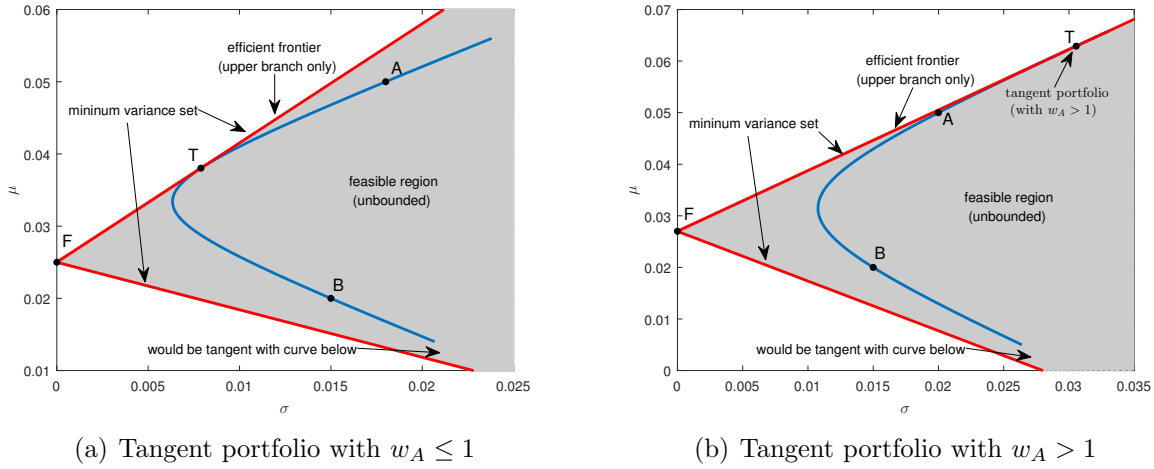 0.06
0.05
0.04
0.03
0.02
0.01
μ
0
0.005
0.01
0.015
0.02
0.025
σ
efficient frontier
(upper branch only)
A
mininum variance set
T
feasible region
(unbounded)
F
B
would be tangent with curve below
(a) Tangent portfolio with w_A ≤ 1
0.07
0.06
0.05
0.04
0.03
0.02
0.01
0
μ
0
0.005
0.01
0.015
0.02
0.025
0.03
0.035
σ
T
efficient frontier
(upper branch only)
tangent portfolio
(with w_A > 1)
A
mininum variance set
feasible region
(unbounded)
F
B
would be tangent with curve below
(b) Tangent portfolio with w_A > 1